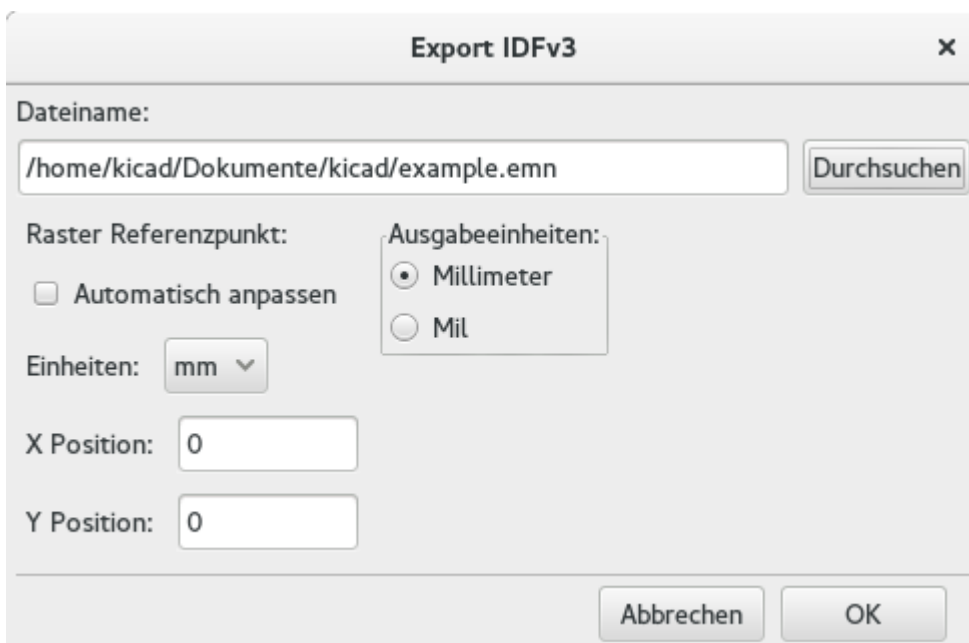 Export IDFv3
Dateiname:
/home/kicad/Dokumente/kicad/example.emn
Durchsuchen
Raster Referenzpunkt:
Automatisch anpassen
Einheiten: mm
X Position: 0
Y Position: 0
Ausgabeeinheiten:
Millimeter
Mil
Abbrechen
OK